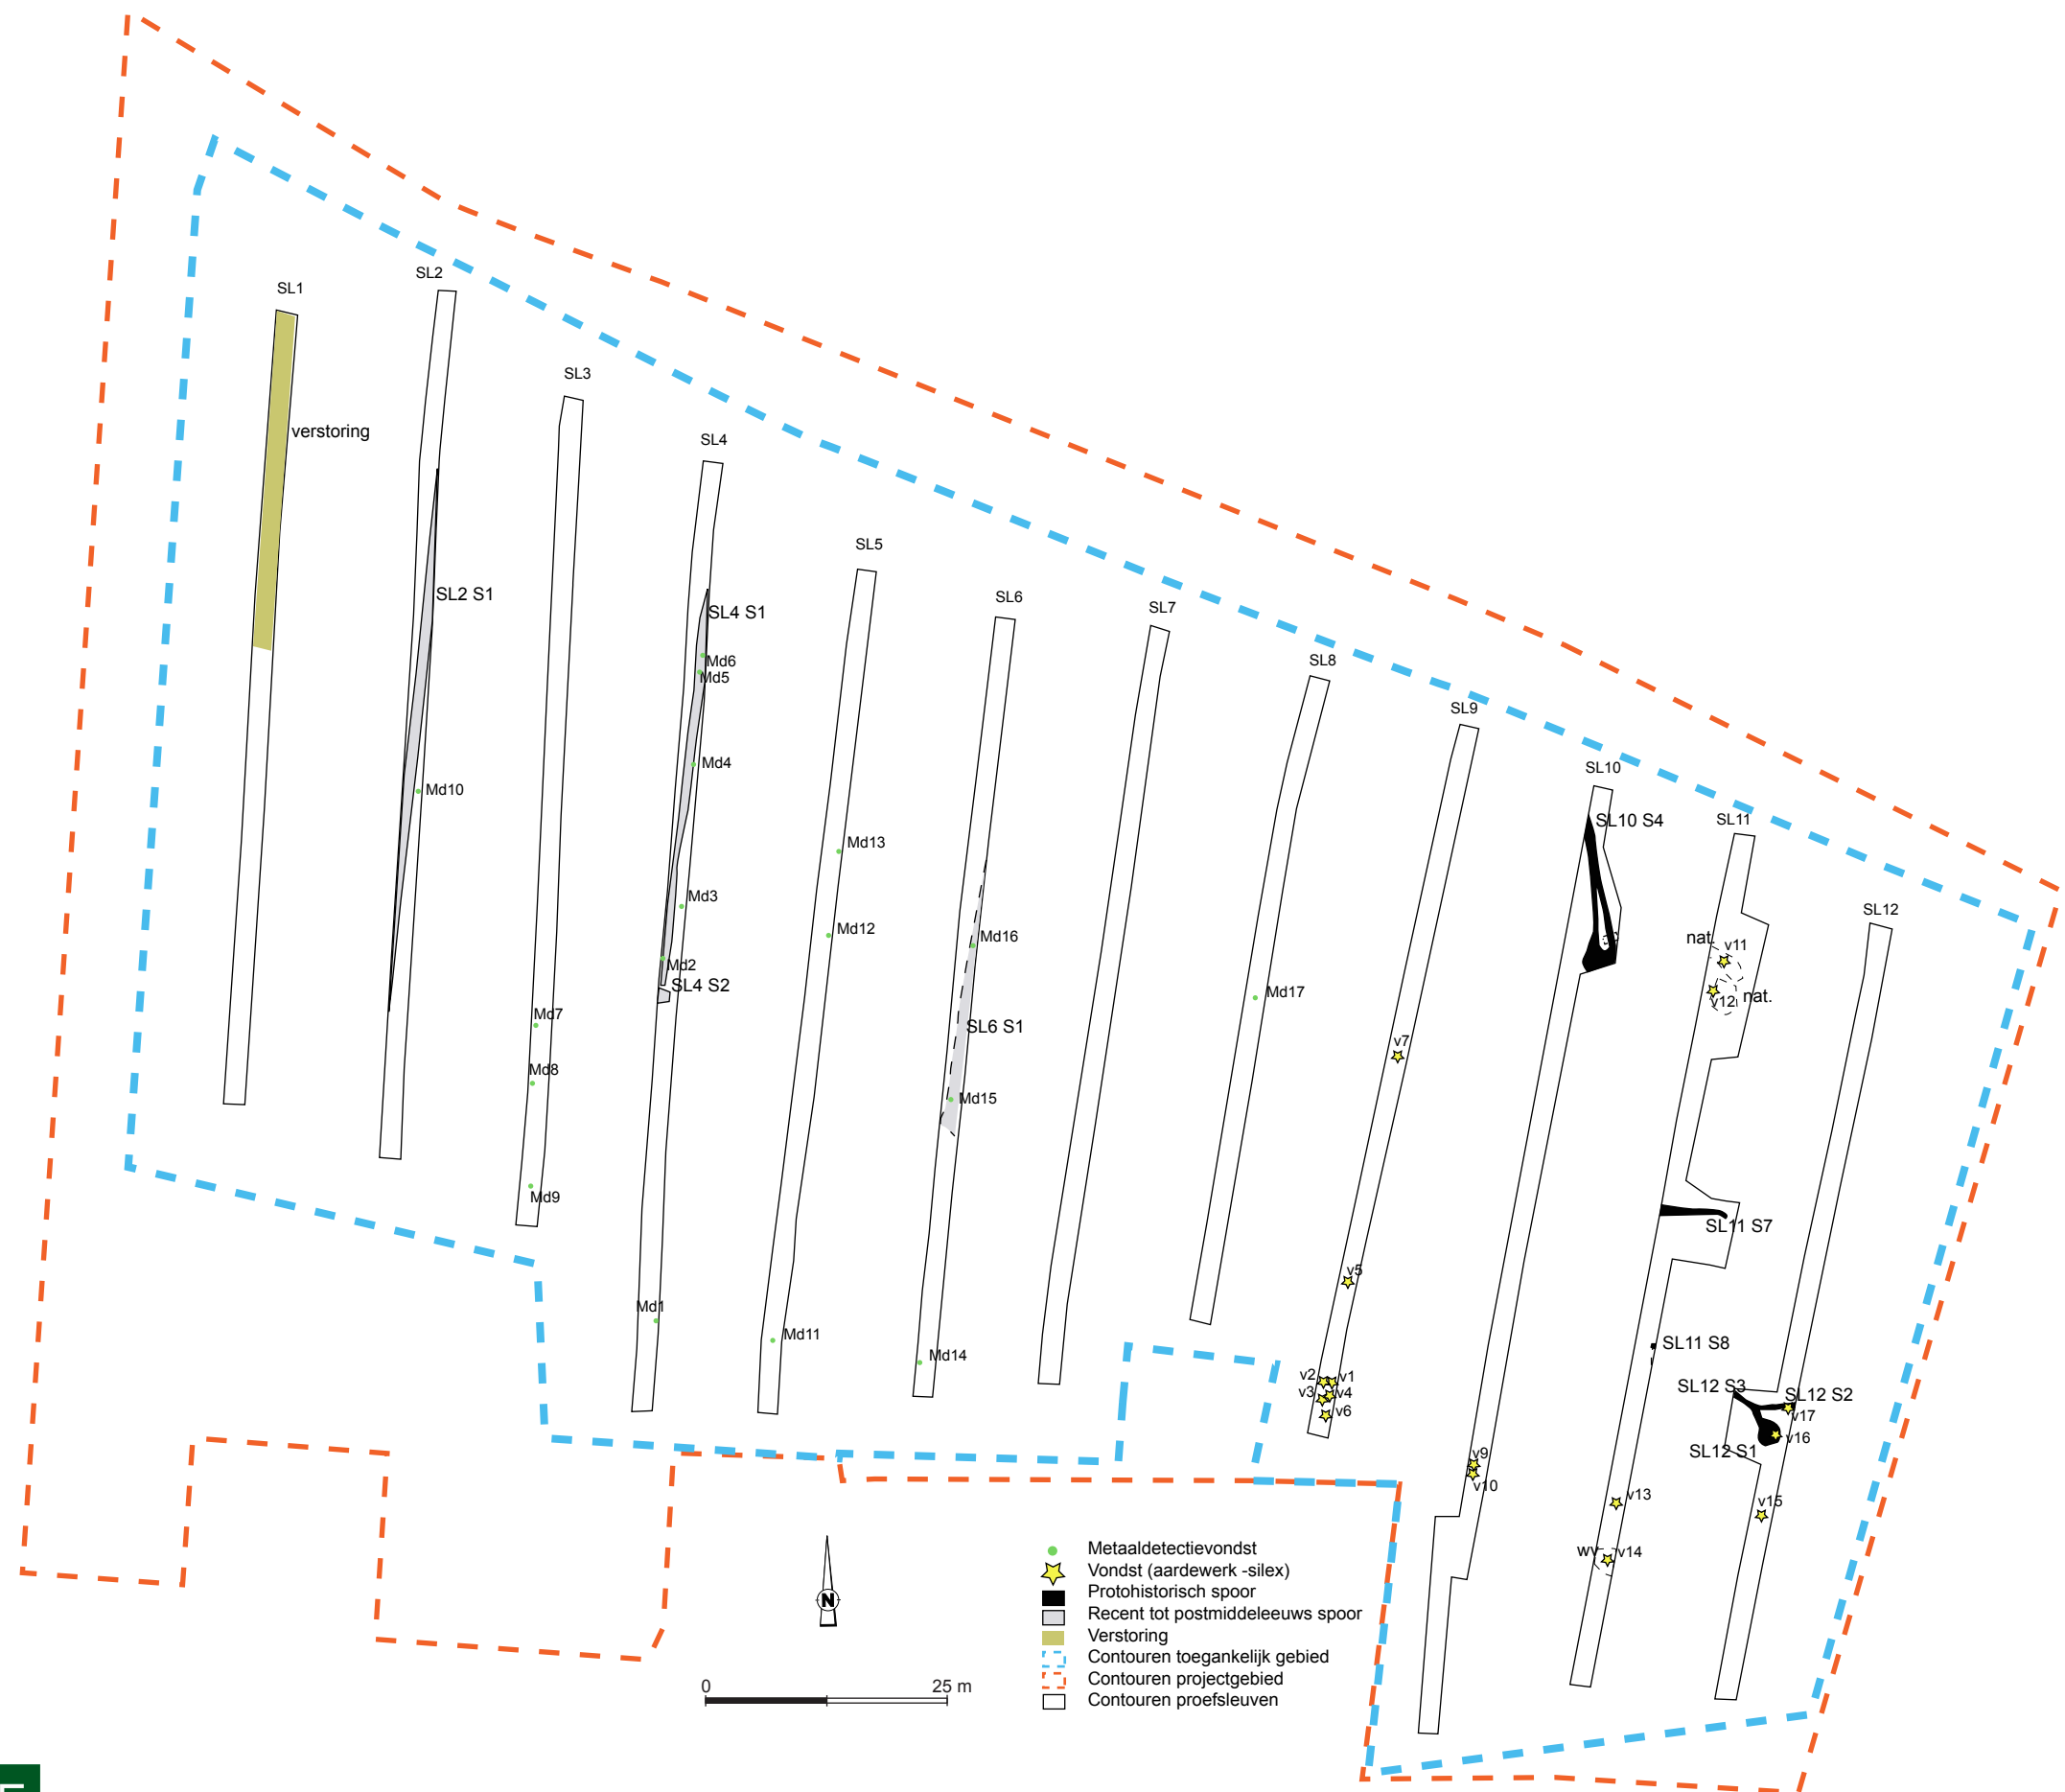 SL2
SL1
SL3
verstoring
SL4
SL5
SL2 S1
SL6
SL4 S1
SL7
Md6
SL8
Md5
SL9
Md4
SL10
Md10
SL11
SL10 S4
Md13
Md3
SL12
Md12
Md16
nat.
v11
Md2
SL4 S2
Md17
nat.
v12
Md7
SL6 S1
v7
Md8
Md15
Md9
SL11 S7
v5
Md1
Md11
SL11 S8
Md14
v2
v1
SL12 S3
v3
v4
SL12 S2
v6
v17
v16
SL12 S1
v9
v10
v13
v15
wv
v14
N
0
25 m
Metaaldetectievondst
Vondst (aardewerk -silex)
Protohistorisch spoor
Recent tot postmiddeleeuws spoor
Verstoring
Contouren toegankelijk gebied
Contouren projectgebied
Contouren proefsleuven